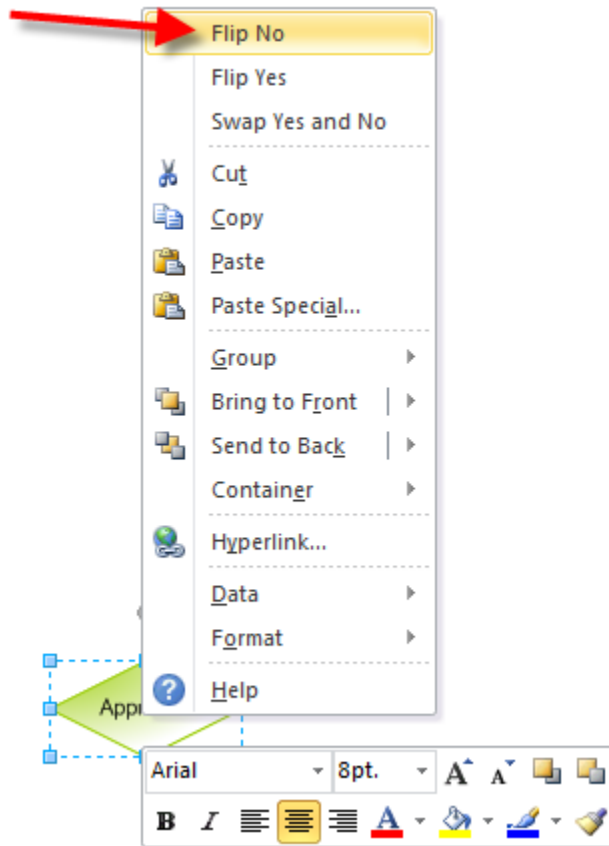 Flip No
Flip Yes
Swap Yes and No
Cut
Copy
Paste
Paste Special...
Group
Bring to Front
Send to Back
Container
Hyperlink...
Data
Format
Help
Appr
Arial 8pt. A A
B I A